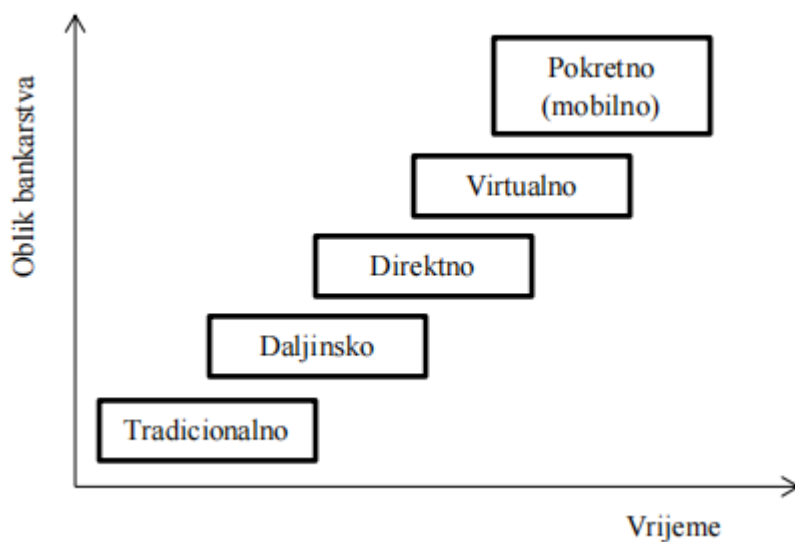 Oblik bankarstva
Pokretno
(mobilno)
Virtualno
Direktno
Daljinsko
Tradicionalno
Vrijeme